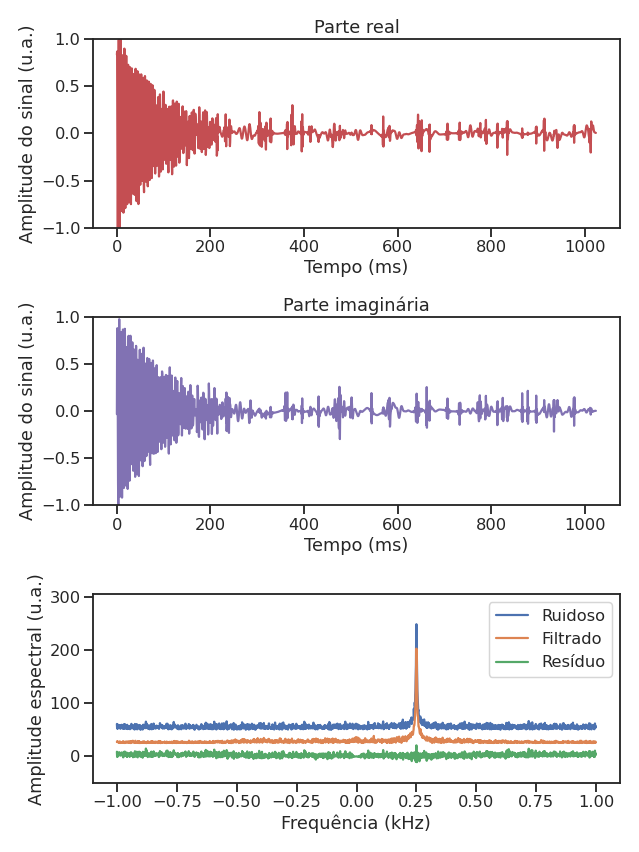 Parte real
Amplitude do sinal (u.a.)
1.0
0.5
0.0
−0.5
−1.0
0 200 400 600 800 1000
Tempo (ms)
Parte imaginária
Amplitude do sinal (u.a.)
1.0
0.5
0.0
−0.5
−1.0
0 200 400 600 800 1000
Tempo (ms)
Amplitude espectral (u.a.)
300
200
100
0
Ruidoso
Filtrado
Resíduo
−1.00 −0.75 −0.50 −0.25 0.00 0.25 0.50 0.75 1.00
Frequência (kHz)